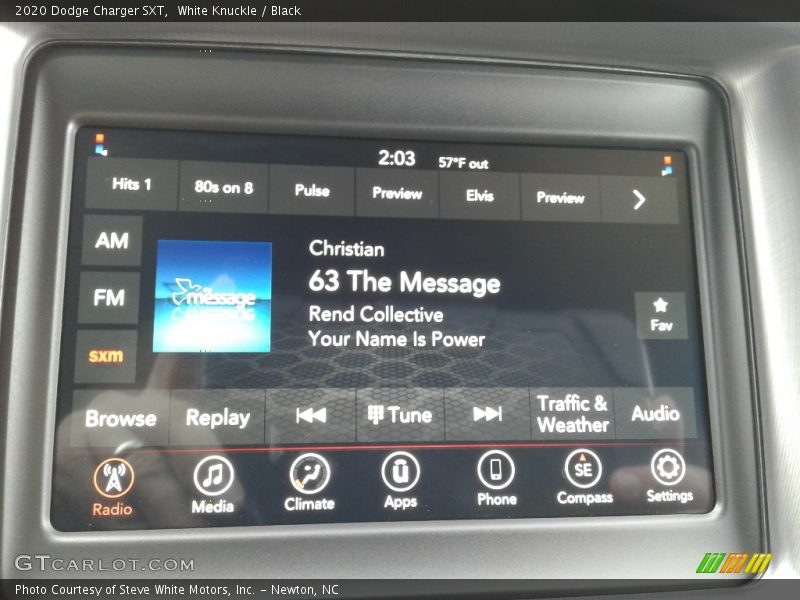 2020 Dodge Charger SXT,  White Knuckle / Black
2:03 57°F out
Hits 1 80s on 8 Pulse Preview Elvis Preview
AM
FM
sxm
message
Christian
63 The Message
Rend Collective
Your Name Is Power
Fav
Browse Replay Tune Traffic & Weather Audio
Radio Media Climate Apps Phone SE Compass Settings
GTCARLOT.COM
Photo Courtesy of Steve White Motors, Inc. – Newton, NC